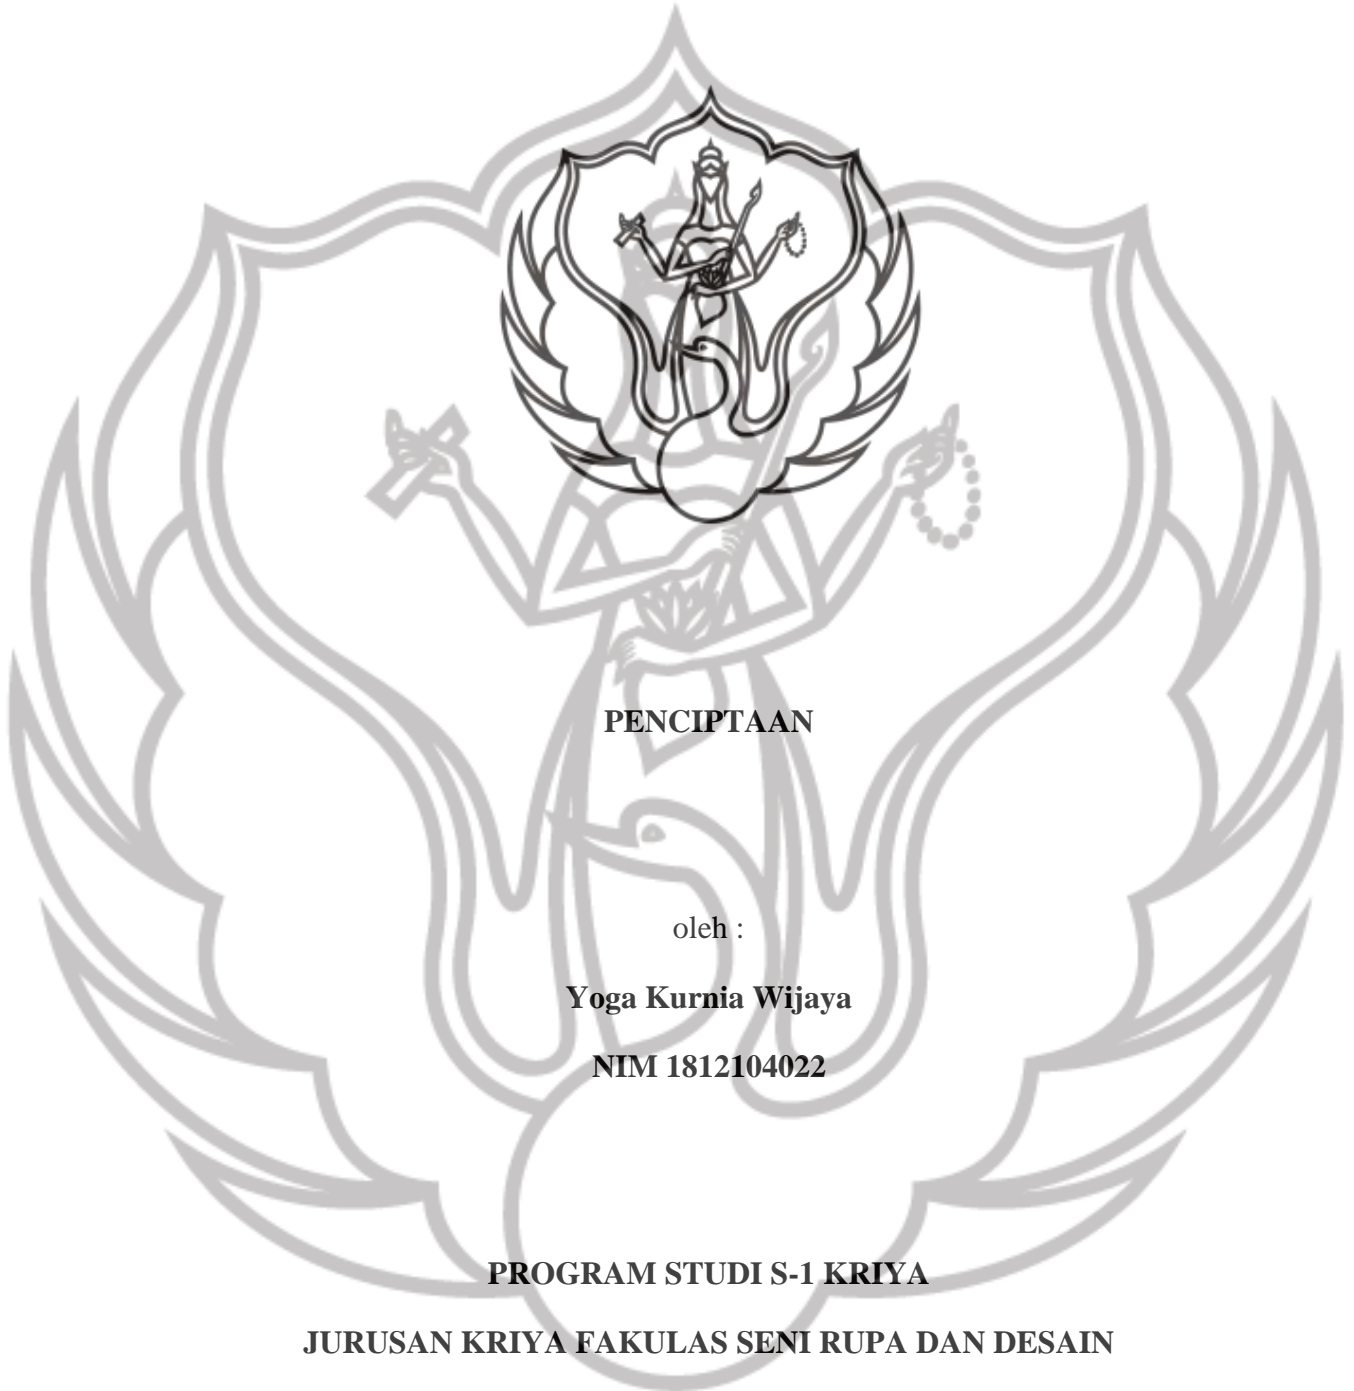 PENCIPTAAN
oleh :
Yoga Kurnia Wijaya
NIM 1812104022
PROGRAM STUDI S-1 KRIYA
JURUSAN KRIYA FAKULAS SENI RUPA DAN DESAIN